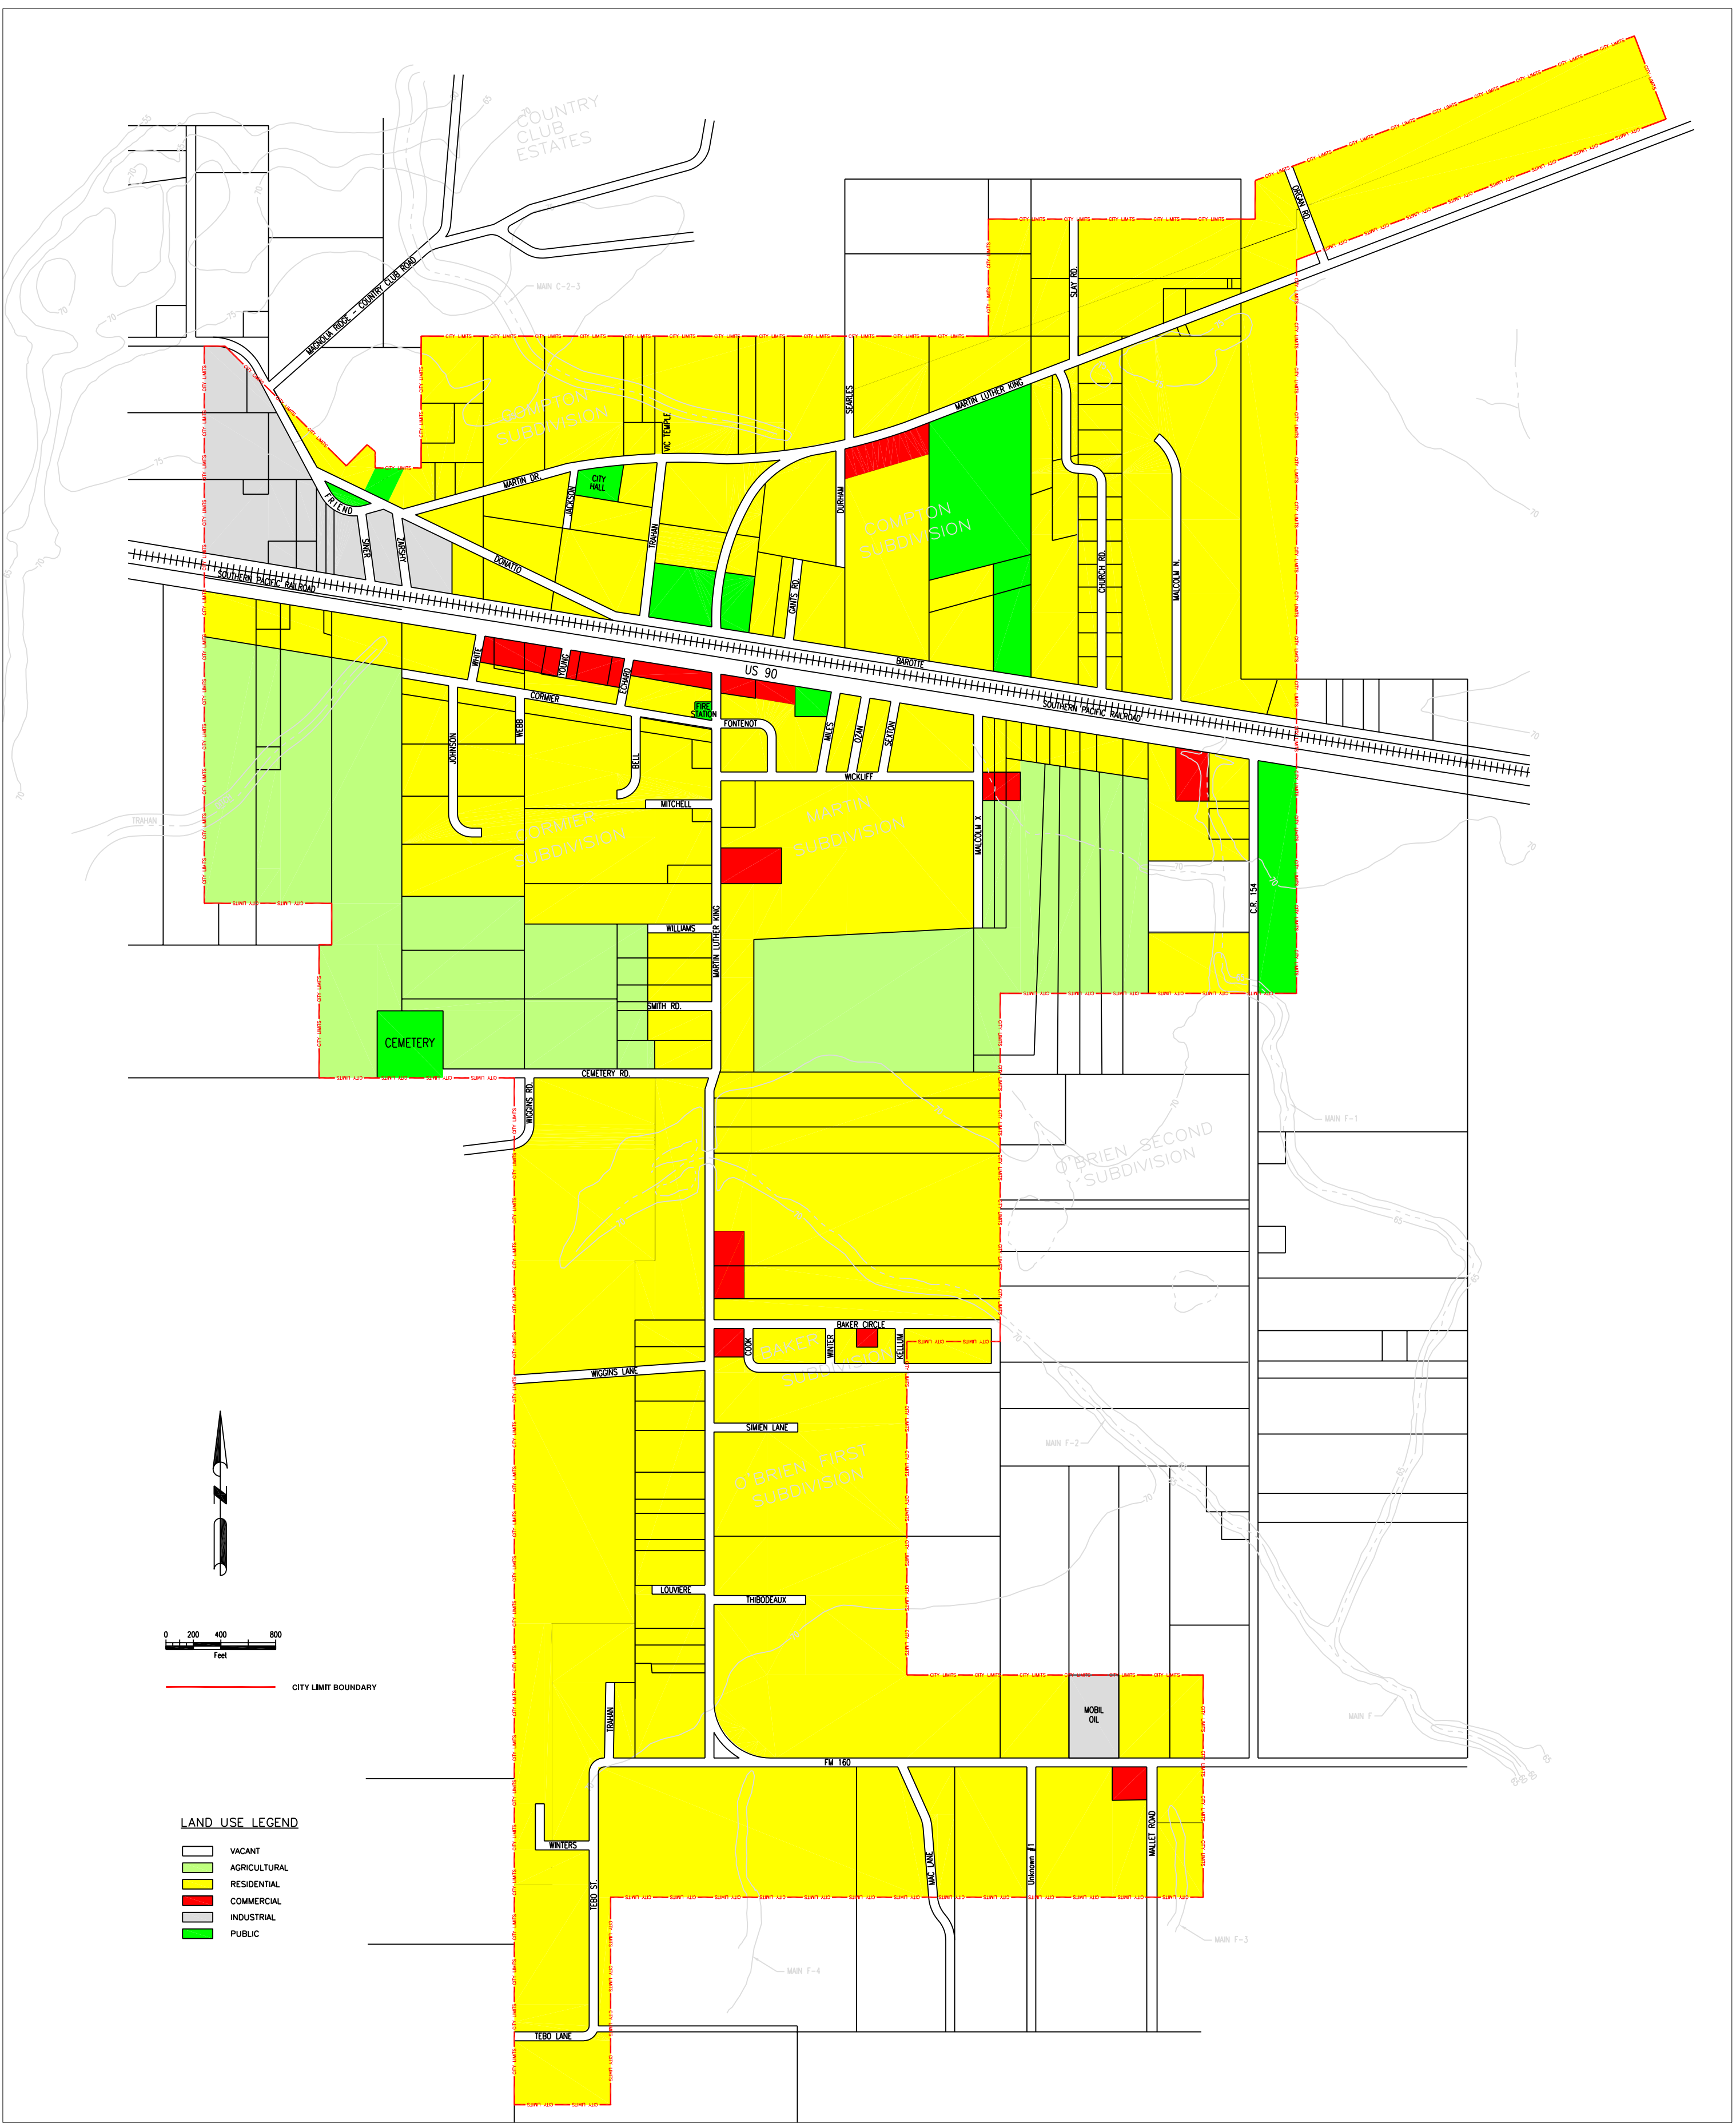 COUNTRY
CLUB
ESTATES
ORGAN RD.
SLAY RD.
MAGNOLIA RIDGE - COUNTRY CLUB ROAD
MAIN C-2-3
CITY LIMITS
COMPTON
SUBDIVISION
VIC TEMPLE
SEARLES
MARTIN LUTHER KING
MARTIN DR.
JACKSON
CITY
HALL
TRAHAN
DURHAM
COMPTON
SUBDIVISION
FRIEND
SINER
ZARSKY
DONATTO
GANTS RD.
CHURCH RD.
MALCOLM N.
SOUTHERN PACIFIC RAILROAD
BAROTTE
US 90
SOUTHERN PACIFIC RAILROAD
WHITE
YOUNG
ECHARD
CORMIER
FIRE
STATION
FONTENOT
MILES
OZAN
SEXTON
JOHNSON
WEBB
BELL
WICKLIFF
MITCHELL
TRAHAN
CORMIER
SUBDIVISION
MARTIN
SUBDIVISION
MALCOLM X
C.R. 154
WILLIAMS
MARTIN LUTHER KING
SMITH RD.
CEMETERY
CEMETERY RD.
WIGGINS RD.
MAIN F-1
O'BRIEN SECOND
SUBDIVISION
BAKER CIRCLE
COOK
WINTER
KELLUM
BAKER
SUBDIVISION
WIGGINS LANE
SIMIEN LANE
MAIN F-2
O'BRIEN FIRST
SUBDIVISION
LOUVIERE
THIBODEAUX
N
0 200 400 800
Feet
CITY LIMIT BOUNDARY
TRAHAN
MOBIL
OIL
MAIN F
FM 160
LAND USE LEGEND
VACANT
AGRICULTURAL
RESIDENTIAL
COMMERCIAL
INDUSTRIAL
PUBLIC
WINTERS
TEBO ST.
MAC LANE
Unknown #1
MALLET ROAD
MAIN F-3
MAIN F-4
TEBO LANE